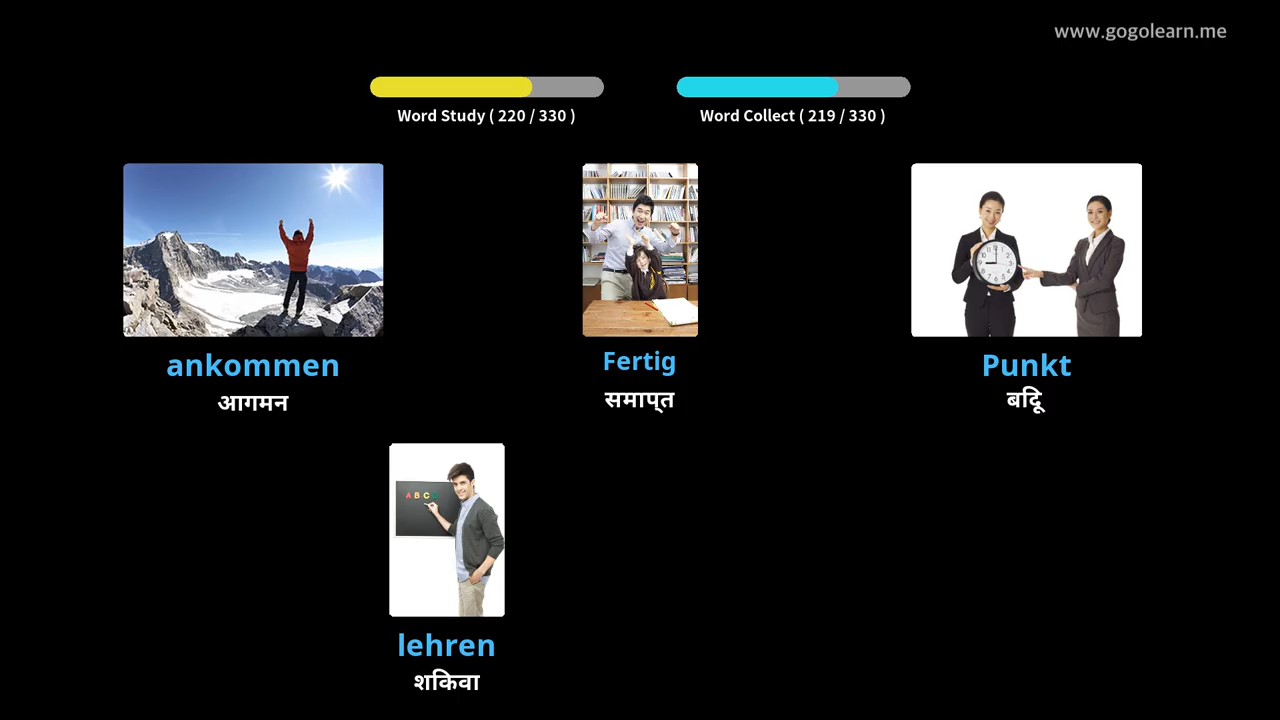 www.gogolearn.me
Word Study ( 220 / 330 )
Word Collect ( 219 / 330 )
ankommen
आगमन
Fertig
समाप्त
Punkt
बिंदू
lehren
शकिवा